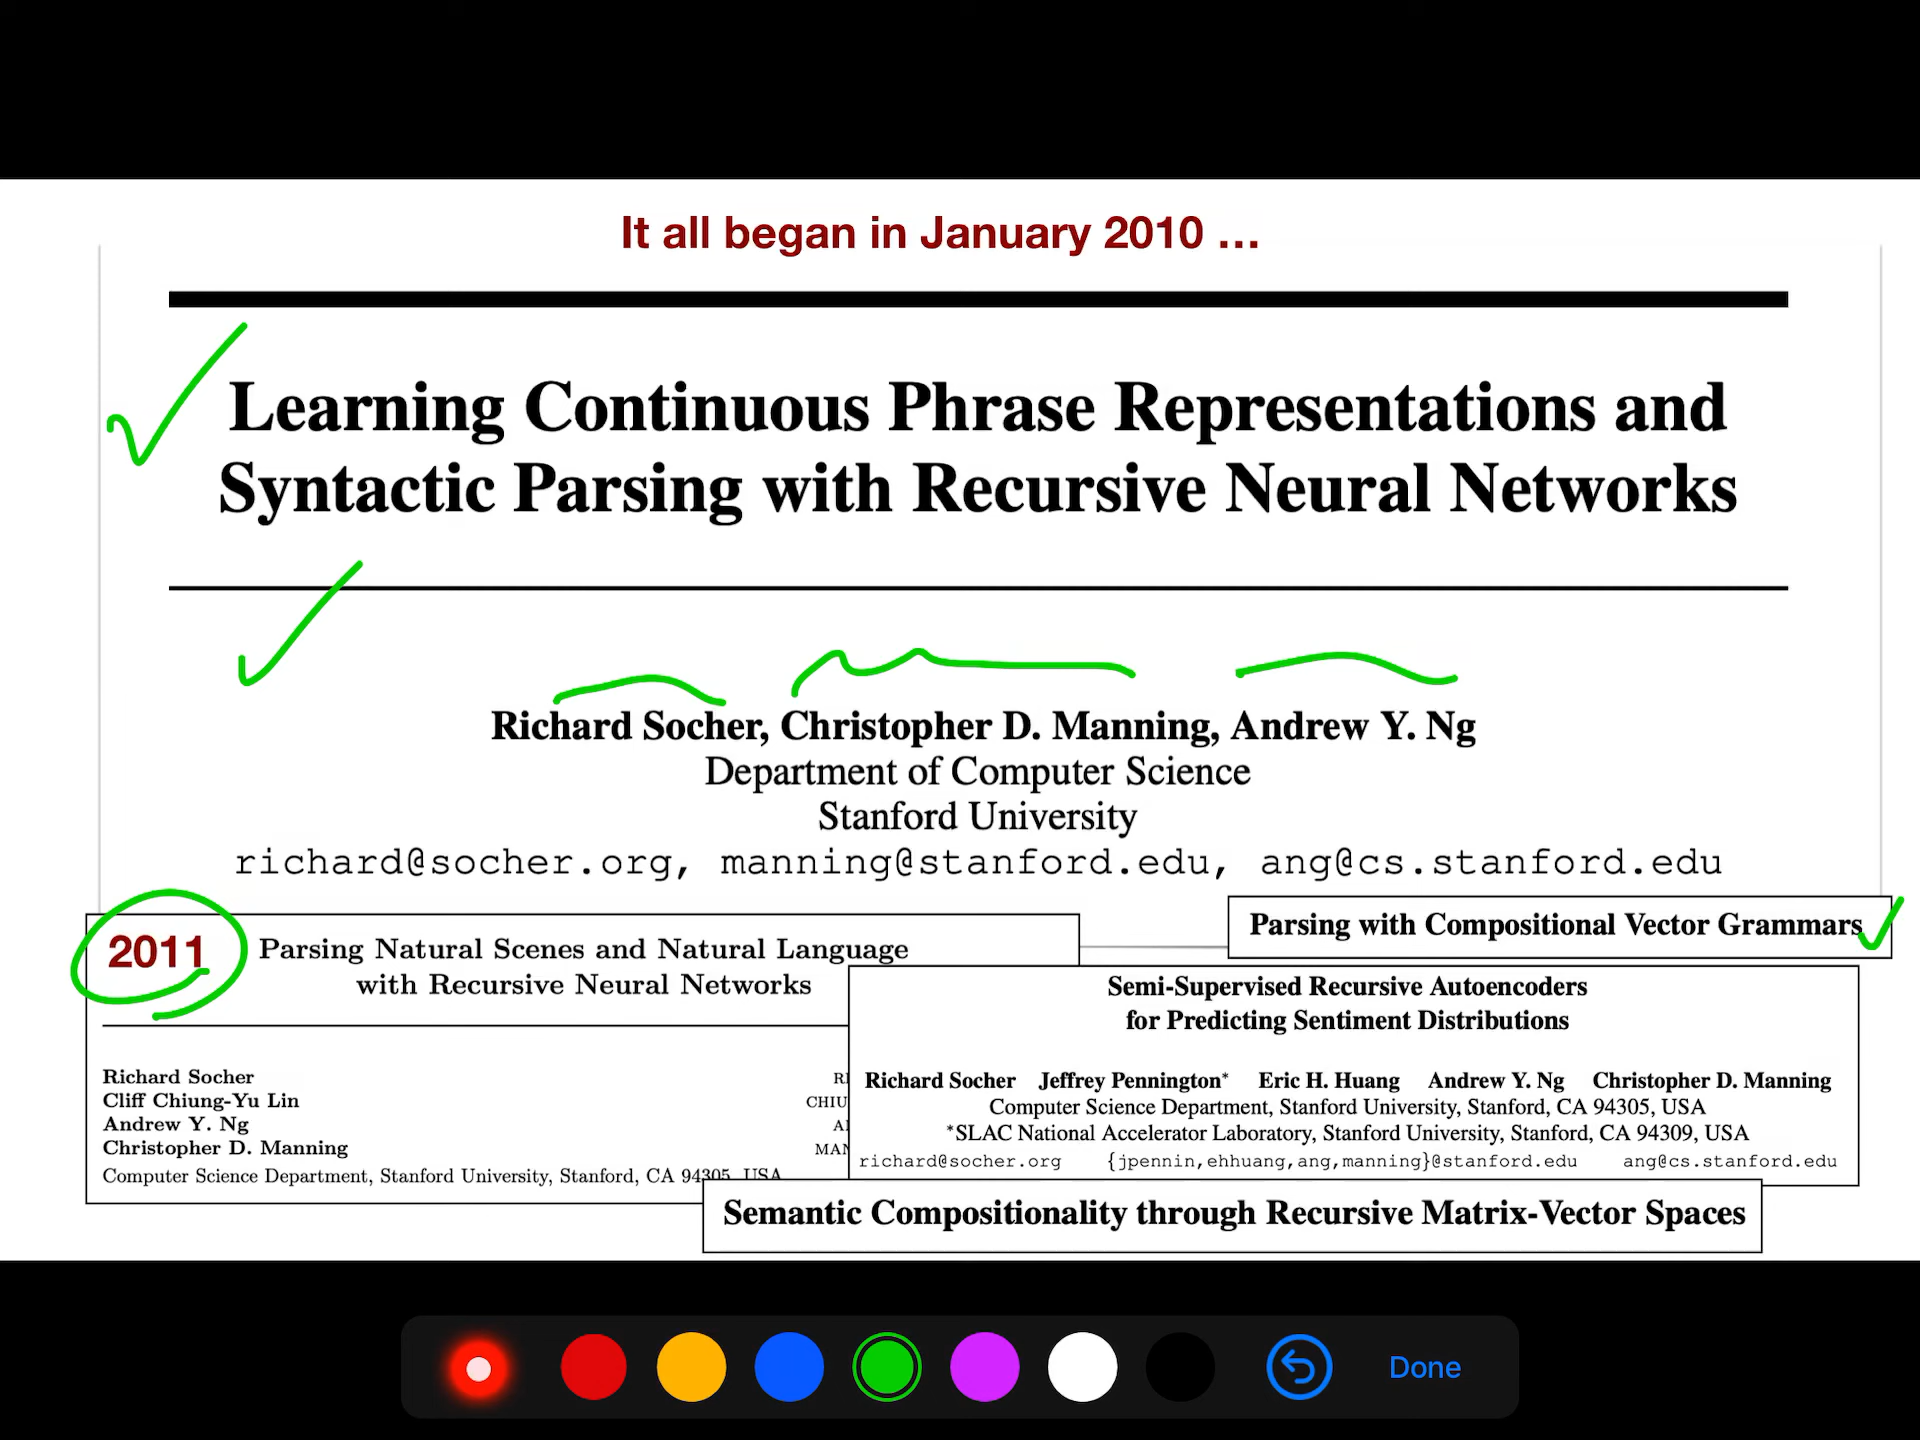 It all began in January 2010 ...
Learning Continuous Phrase Representations and
Syntactic Parsing with Recursive Neural Networks
Richard Socher, Christopher D. Manning, Andrew Y. Ng
Department of Computer Science
Stanford University
richard@socher.org, manning@stanford.edu, ang@cs.stanford.edu
2011
Parsing Natural Scenes and Natural Language
with Recursive Neural Networks
Richard Socher
Cliff Chiung-Yu Lin
Andrew Y. Ng
Christopher D. Manning
Computer Science Department, Stanford University, Stanford, CA 94305, USA
CHIU
MAN
Parsing with Compositional Vector Grammars
Semi-Supervised Recursive Autoencoders
for Predicting Sentiment Distributions
Richard Socher Jeffrey Pennington* Eric H. Huang Andrew Y. Ng Christopher D. Manning
Computer Science Department, Stanford University, Stanford, CA 94305, USA
*SLAC National Accelerator Laboratory, Stanford University, Stanford, CA 94309, USA
richard@socher.org {jpennin,ehhuang,ang,manning}@stanford.edu ang@cs.stanford.edu
Semantic Compositionality through Recursive Matrix-Vector Spaces
Done